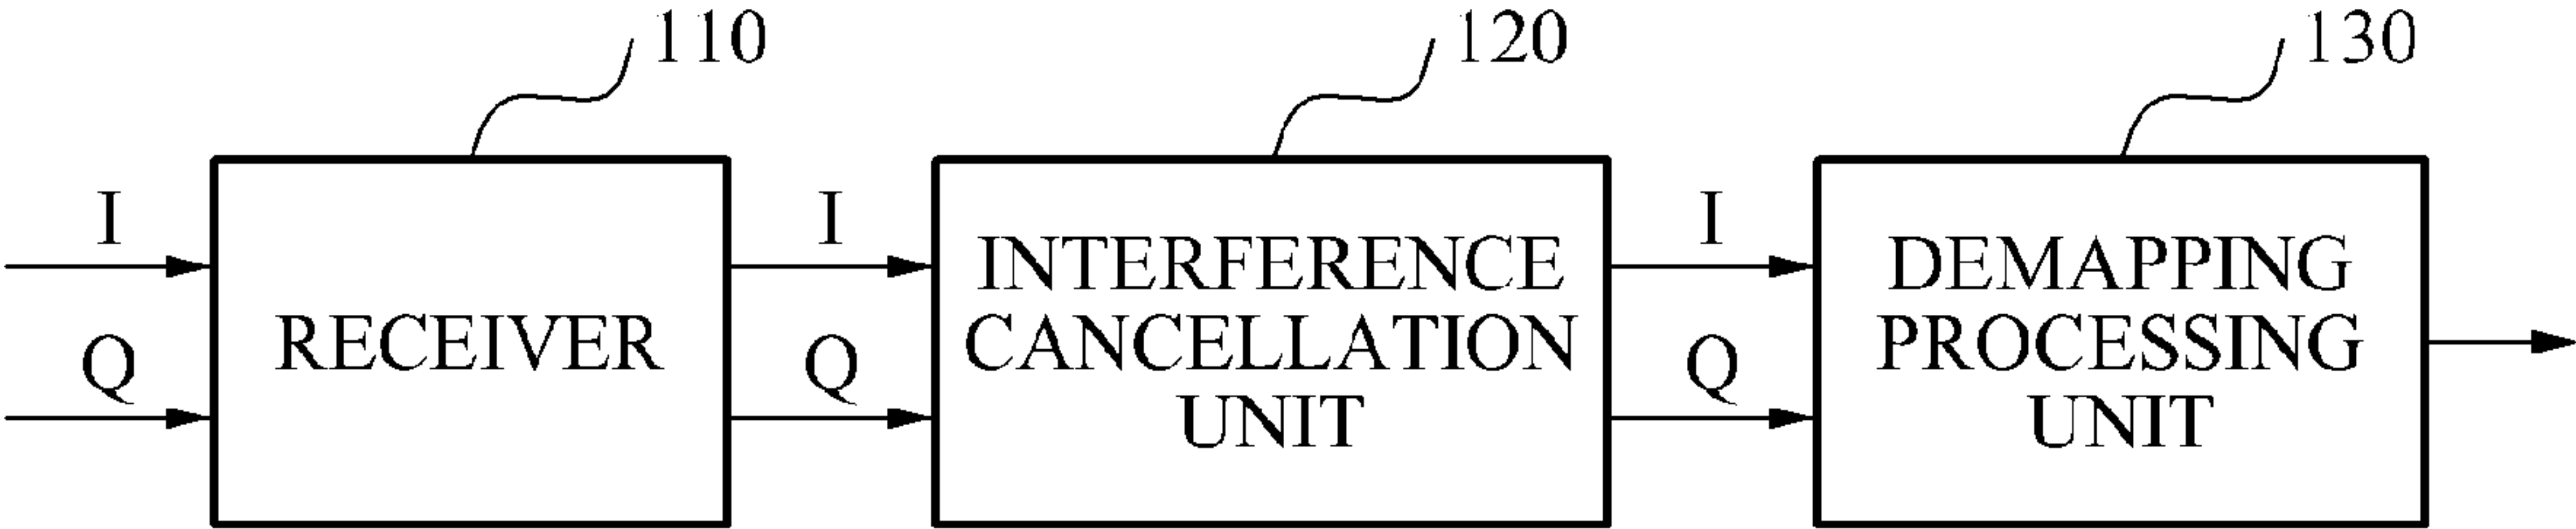 110
120
130
I
I
I
Q
Q
Q
RECEIVER
INTERFERENCE
CANCELLATION
UNIT
DEMAPPING
PROCESSING
UNIT